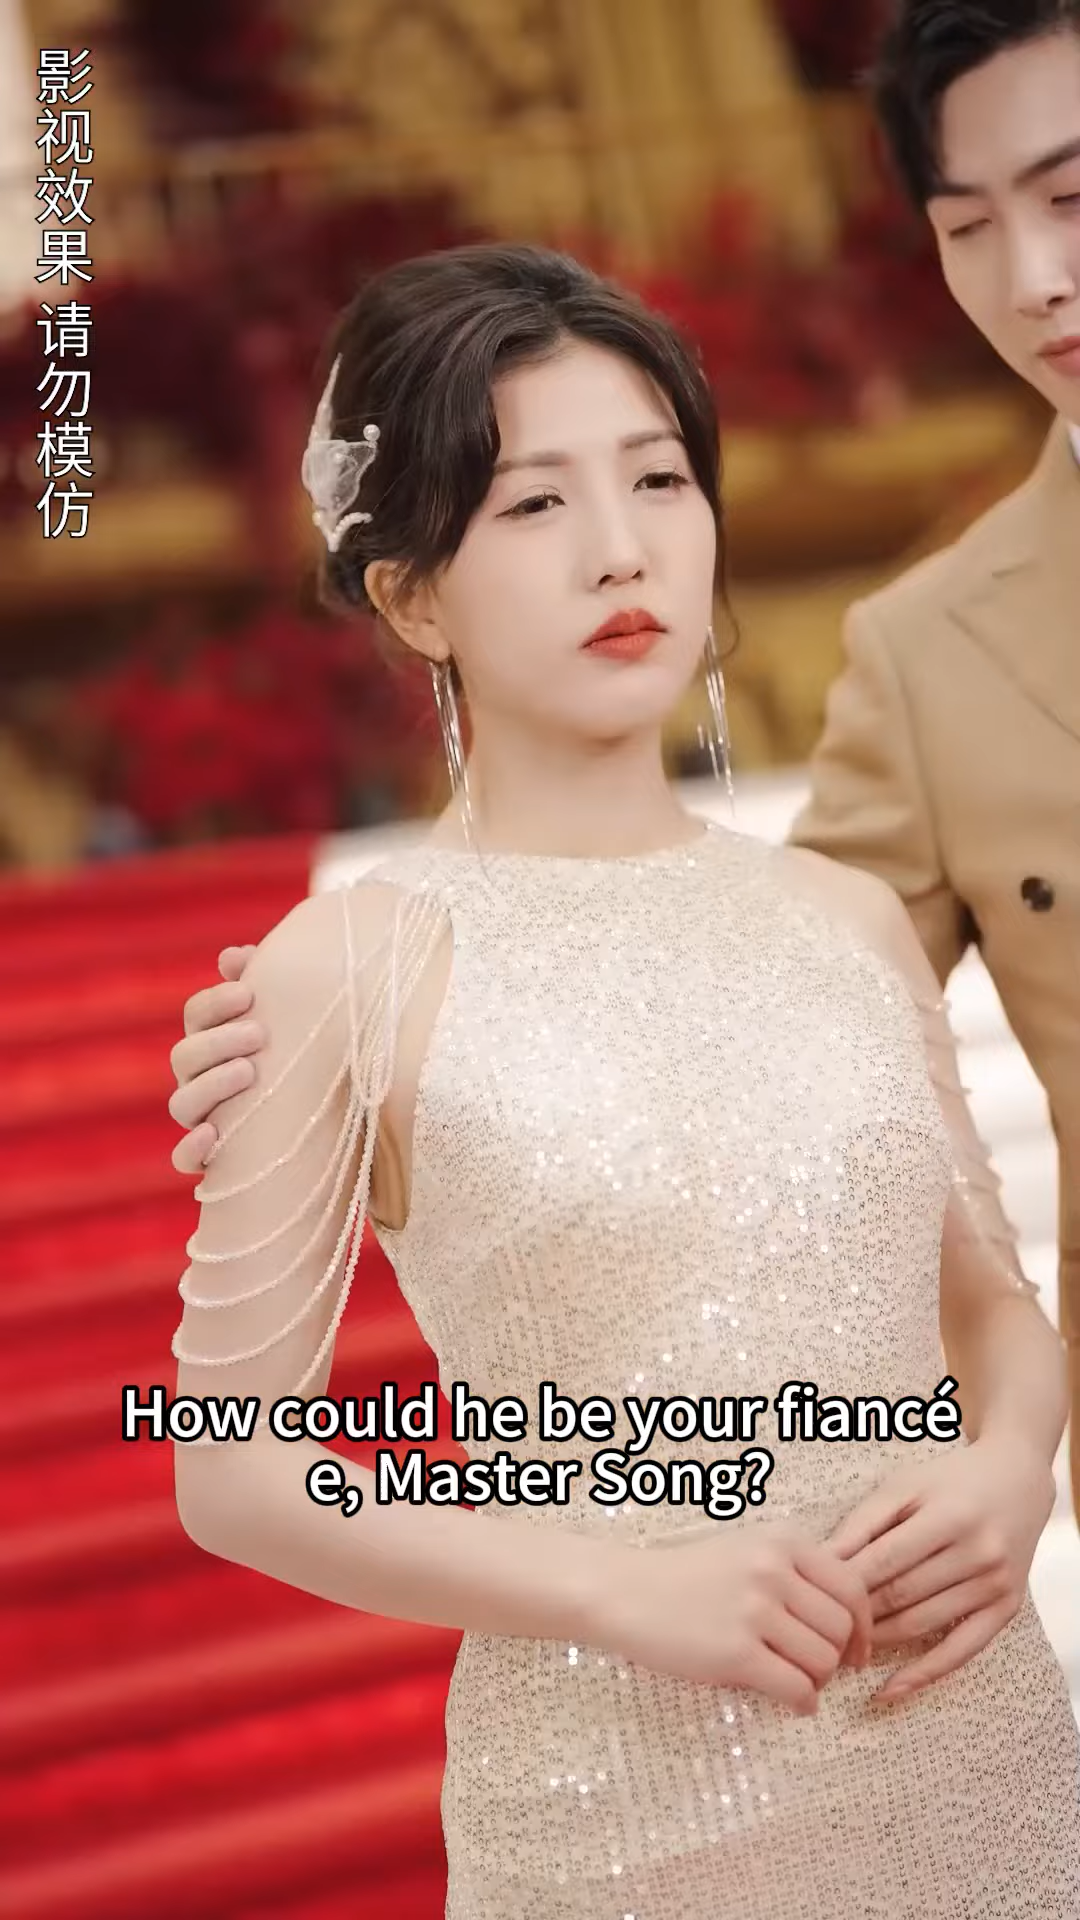 影视效果 请勿模仿
How could he be your fiancé
e, Master Song?